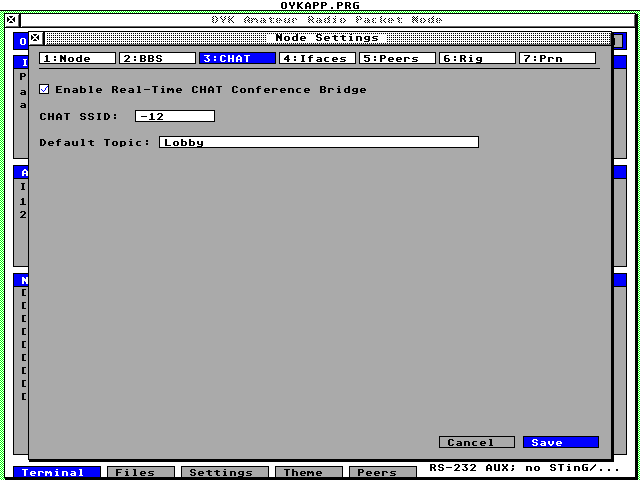 OYKAPP.PRG
OYK Amateur Radio Packet Node
Node Settings
1:Node 2:BBS 3:CHAT 4:Ifaces 5:Peers 6:Rig 7:Prn
Enable Real-Time CHAT Conference Bridge
CHAT SSID: -12
Default Topic: Lobby
Cancel Save
Terminal Files Settings Theme Peers RS-232 AUX; no STinG/...